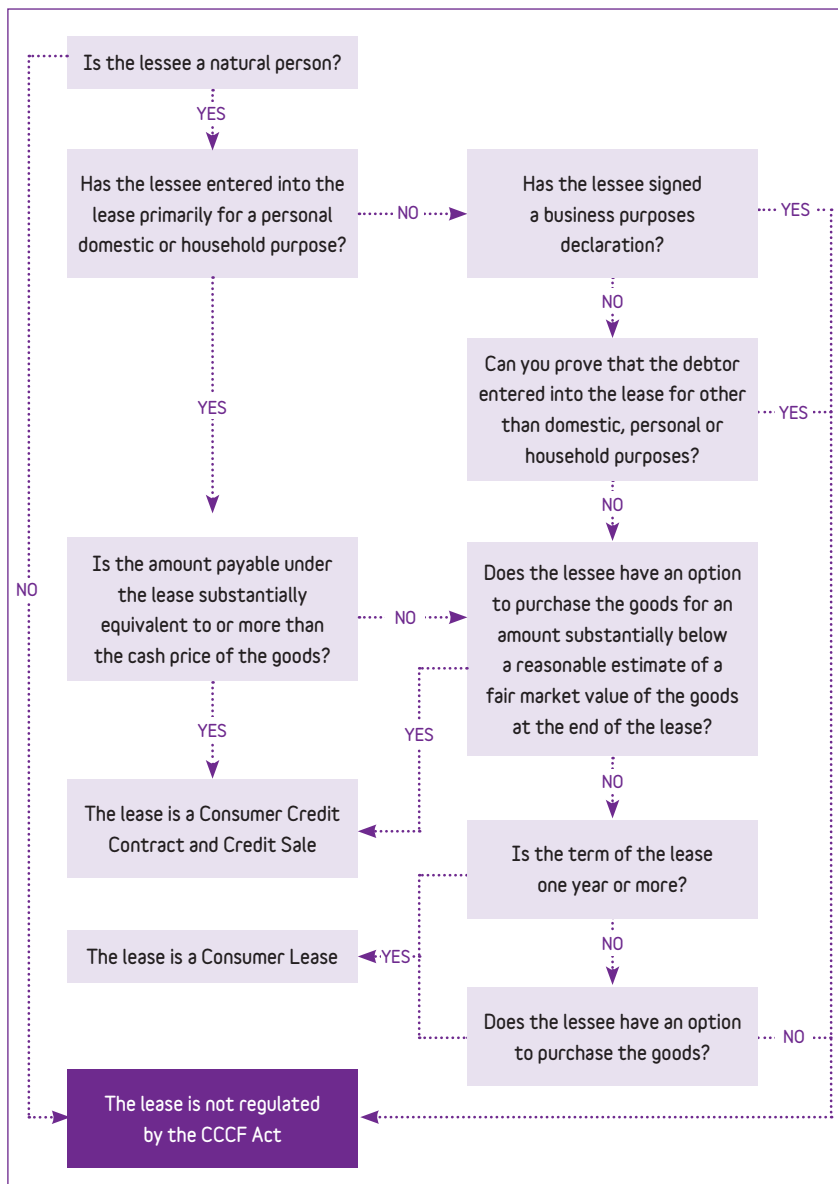 Is the lessee a natural person?
YES
Has the lessee entered into the
lease primarily for a personal
domestic or household purpose?
NO
Has the lessee signed
a business purposes
declaration?
YES
NO
Can you prove that the debtor
entered into the lease for other
than domestic, personal or
household purposes?
YES
YES
NO
Is the amount payable under
the lease substantially
equivalent to or more than
the cash price of the goods?
NO
NO
Does the lessee have an option
to purchase the goods for an
amount substantially below
a reasonable estimate of a
fair market value of the goods
at the end of the lease?
YES
YES
NO
The lease is a Consumer Credit
Contract and Credit Sale
Is the term of the lease
one year or more?
The lease is a Consumer Lease
YES
NO
Does the lessee have an option
to purchase the goods?
NO
The lease is not regulated
by the CCCF Act